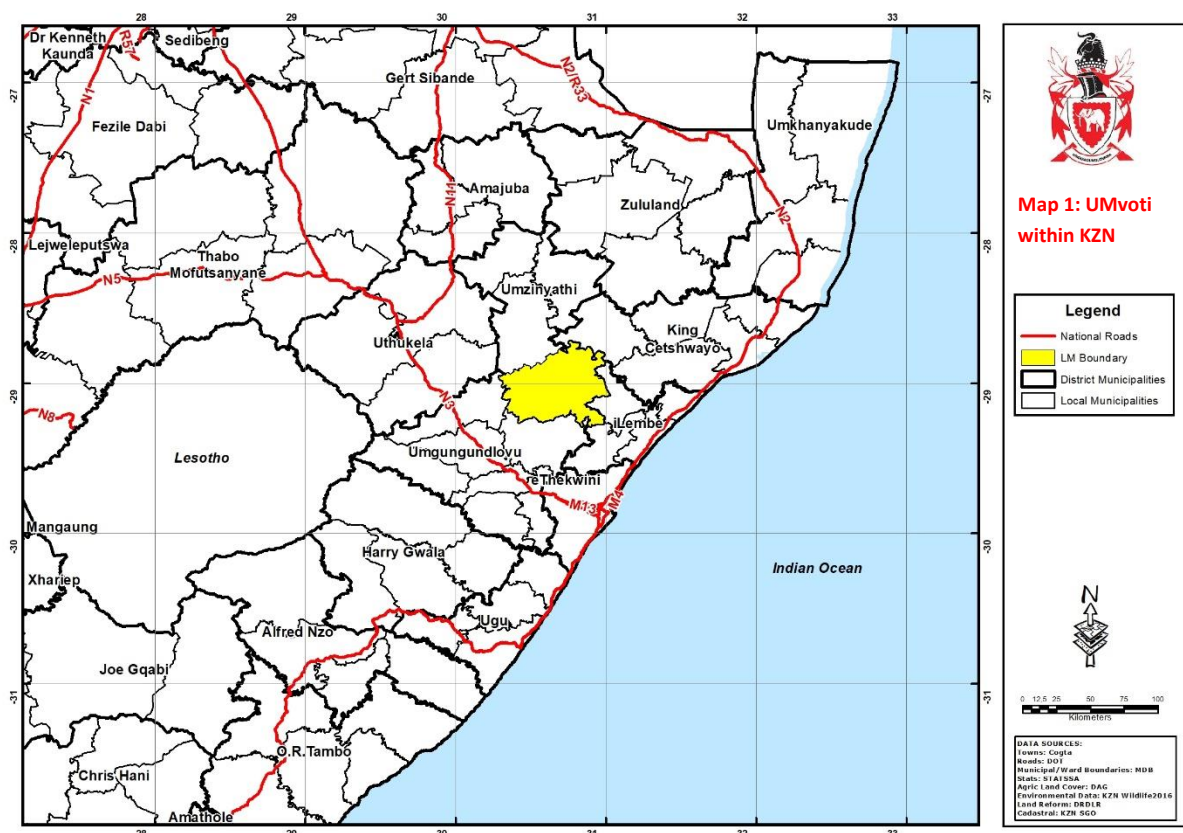 28
29
30
31
32
33
Dr Kenneth
Kaunda
R57
Sedibeng
N1
Gert Sibande
N2/R33
-27
-27
Fezile Dabi
Umkhanyakude
N11
Amajuba
Zululand
N2
-28
-28
Lejweleputswa
Thabo
Mofutsanyane
N5
Umzinyathi
King
Cetshwayo
Uthukela
-29
-29
N3
N8
iLembe
Lesotho
Umgungundlovu
eThekwini
M13
M4
Mangaung
-30
-30
Harry Gwala
Indian Ocean
Xhariep
Ugu
Alfred Nzo
Joe Gqabi
-31
-31
O.R.Tambo
Chris Hani
Amathole
28
29
30
31
32
33
Map 1: UMvoti
within KZN
Legend
National Roads
LM Boundary
District Municipalities
Local Municipalities
N
0 12,5 25 50 75 100
Kilometers
DATA SOURCES:
Towns: Cogta
Roads: DOT
Municipal/Ward Boundaries: MDB
Stats: STATSSA
Agric Land Cover: DAG
Environmental Data: KZN Wildlife2016
Land Reform: DRDLR
Cadastral: KZN SGO